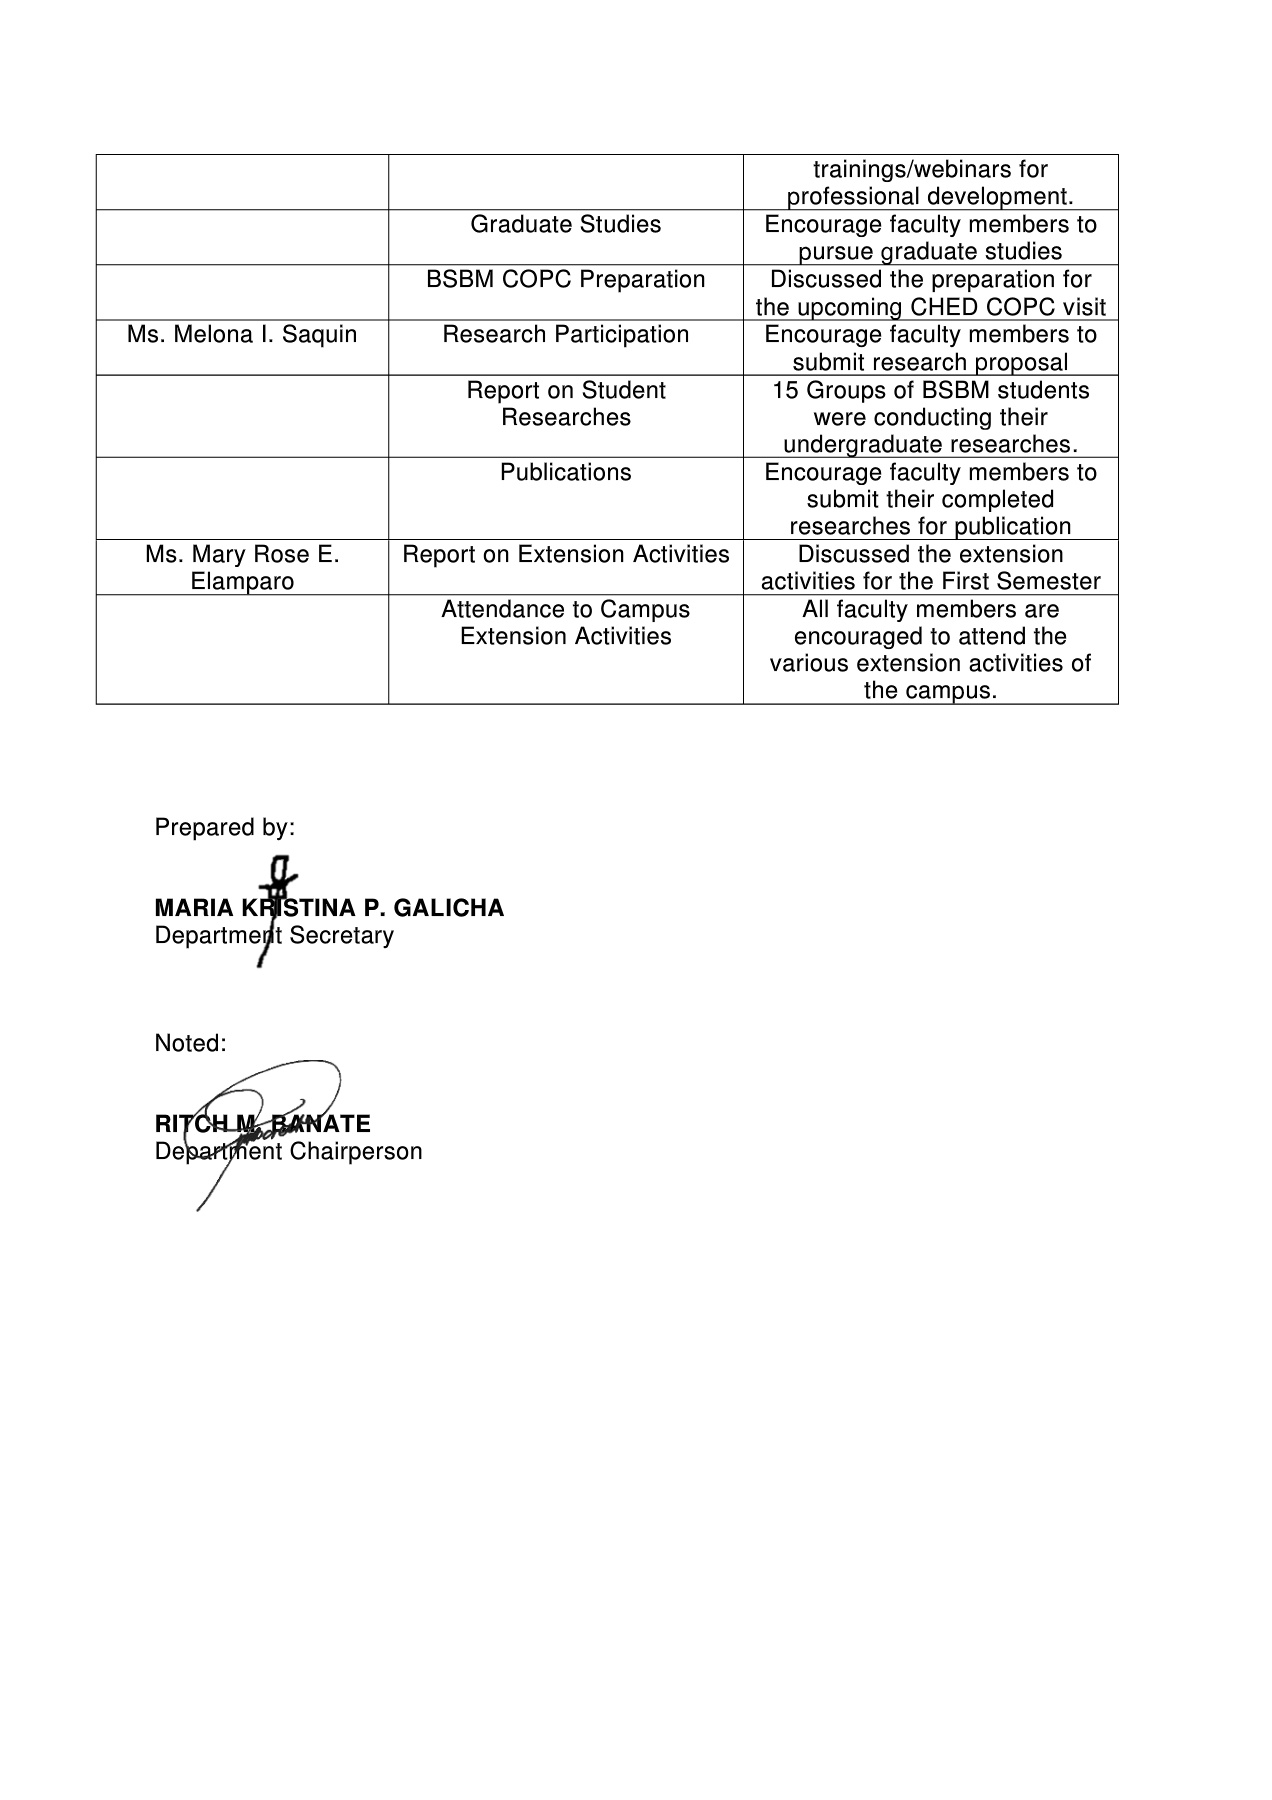 trainings/webinars for
professional development.
Graduate Studies
Encourage faculty members to
pursue graduate studies
BSBM COPC Preparation
Discussed the preparation for
the upcoming CHED COPC visit
Ms. Melona I. Saquin
Research Participation
Encourage faculty members to
submit research proposal
Report on Student
Researches
15 Groups of BSBM students
were conducting their
undergraduate researches.
Publications
Encourage faculty members to
submit their completed
researches for publication
Ms. Mary Rose E.
Elamparo
Report on Extension Activities
Discussed the extension
activities for the First Semester
Attendance to Campus
Extension Activities
All faculty members are
encouraged to attend the
various extension activities of
the campus.
Prepared by:
MARIA KRISTINA P. GALICHA
Department Secretary
Noted:
RITCH M. BANATE
Department Chairperson